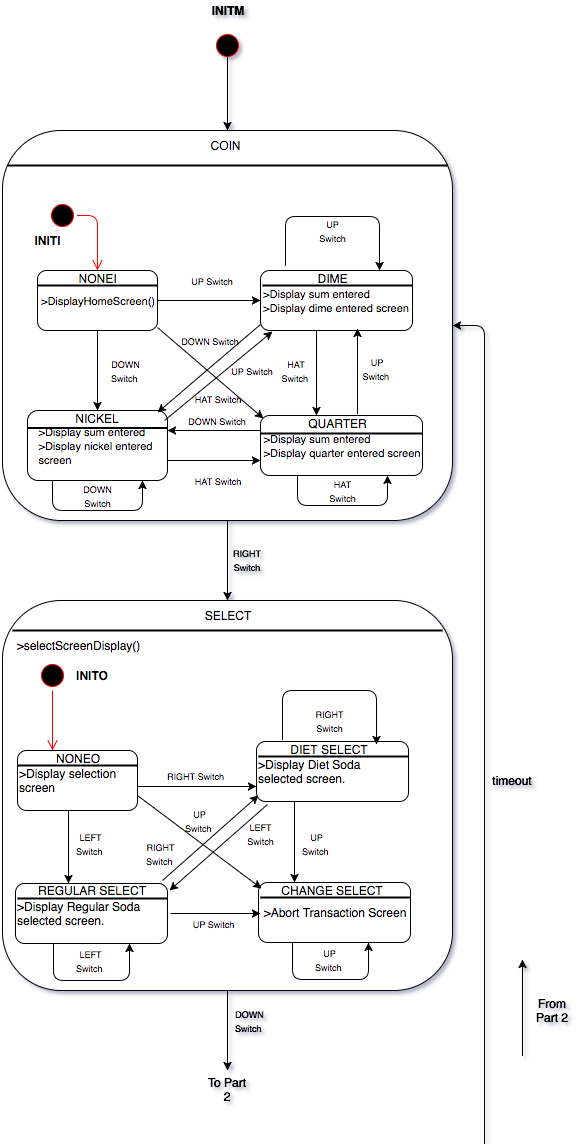 INITM
COIN
INITI
UP
Switch
NONEI
>DisplayHomeScreen()
UP Switch
DIME
>Display sum entered
>Display dime entered screen
DOWN Switch
DOWN
Switch
UP Switch
HAT
Switch
UP
Switch
HAT Switch
NICKEL
>Display sum entered
>Display nickel entered
screen
DOWN Switch
QUARTER
>Display sum entered
>Display quarter entered screen
HAT Switch
DOWN
Switch
HAT
Switch
RIGHT
Switch
SELECT
>selectScreenDisplay()
INITO
RIGHT
Switch
NONEO
>Display selection
screen
RIGHT Switch
DIET SELECT
>Display Diet Soda
selected screen.
timeout
UP
Switch
LEFT
Switch
RIGHT
Switch
LEFT
Switch
UP
Switch
REGULAR SELECT
>Display Regular Soda
selected screen.
UP Switch
CHANGE SELECT
>Abort Transaction Screen
LEFT
Switch
UP
Switch
DOWN
Switch
From
Part 2
To Part
2